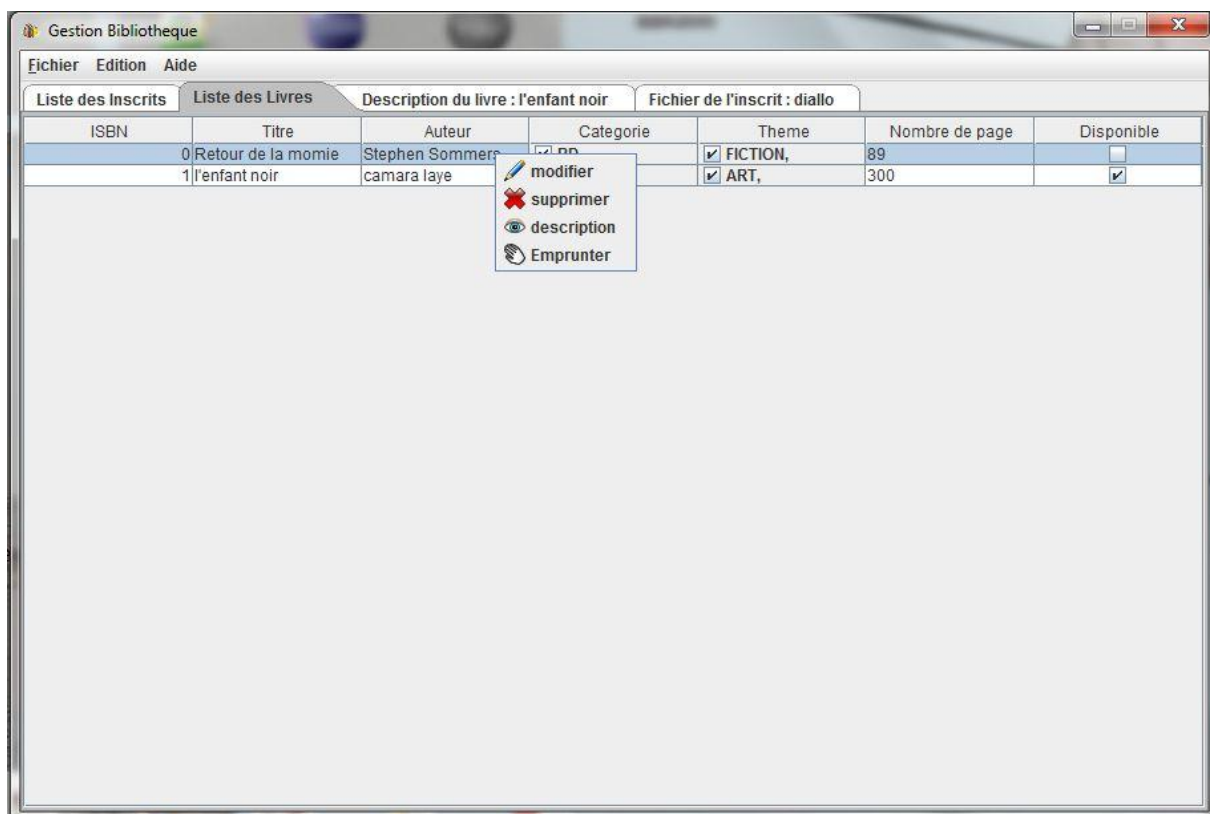 Gestion Bibliotheque
Fichier Edition Aide
Liste des Inscrits Liste des Livres Description du livre : l'enfant noir Fichier de l'inscrit : diallo
ISBN Titre Auteur Categorie Theme Nombre de page Disponible
0 Retour de la momie Stephen Sommers FICTION, 89
1 l'enfant noir camara laye ART, 300
modifier
supprimer
description
Emprunter